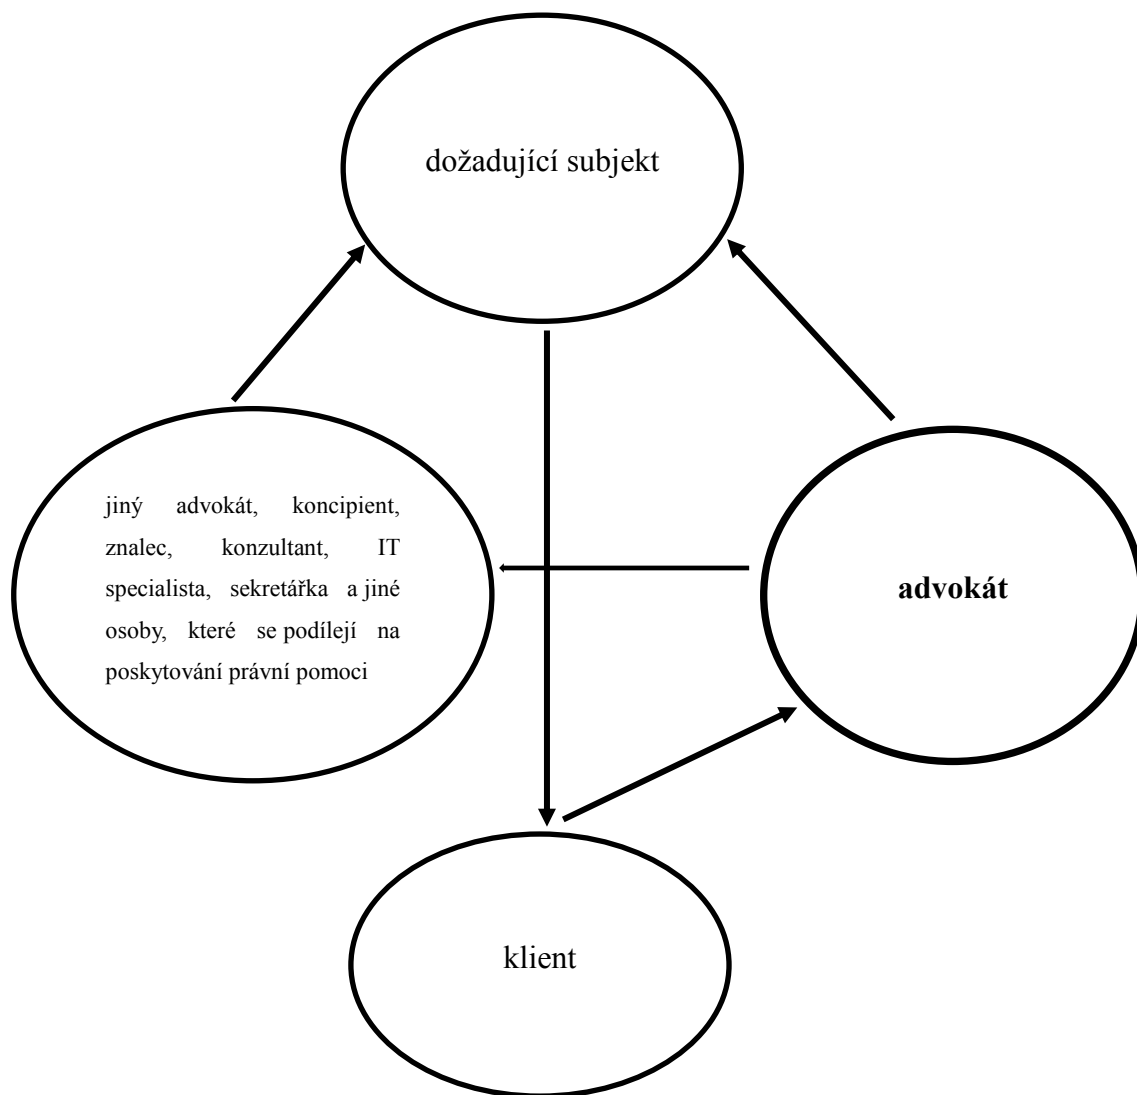 dožadující subjekt
jiný advokát, koncipient,
znalec, konzultant, IT
specialista, sekretářka a jiné
osoby, které se podílejí na
poskytování právní pomoci
advokát
klient